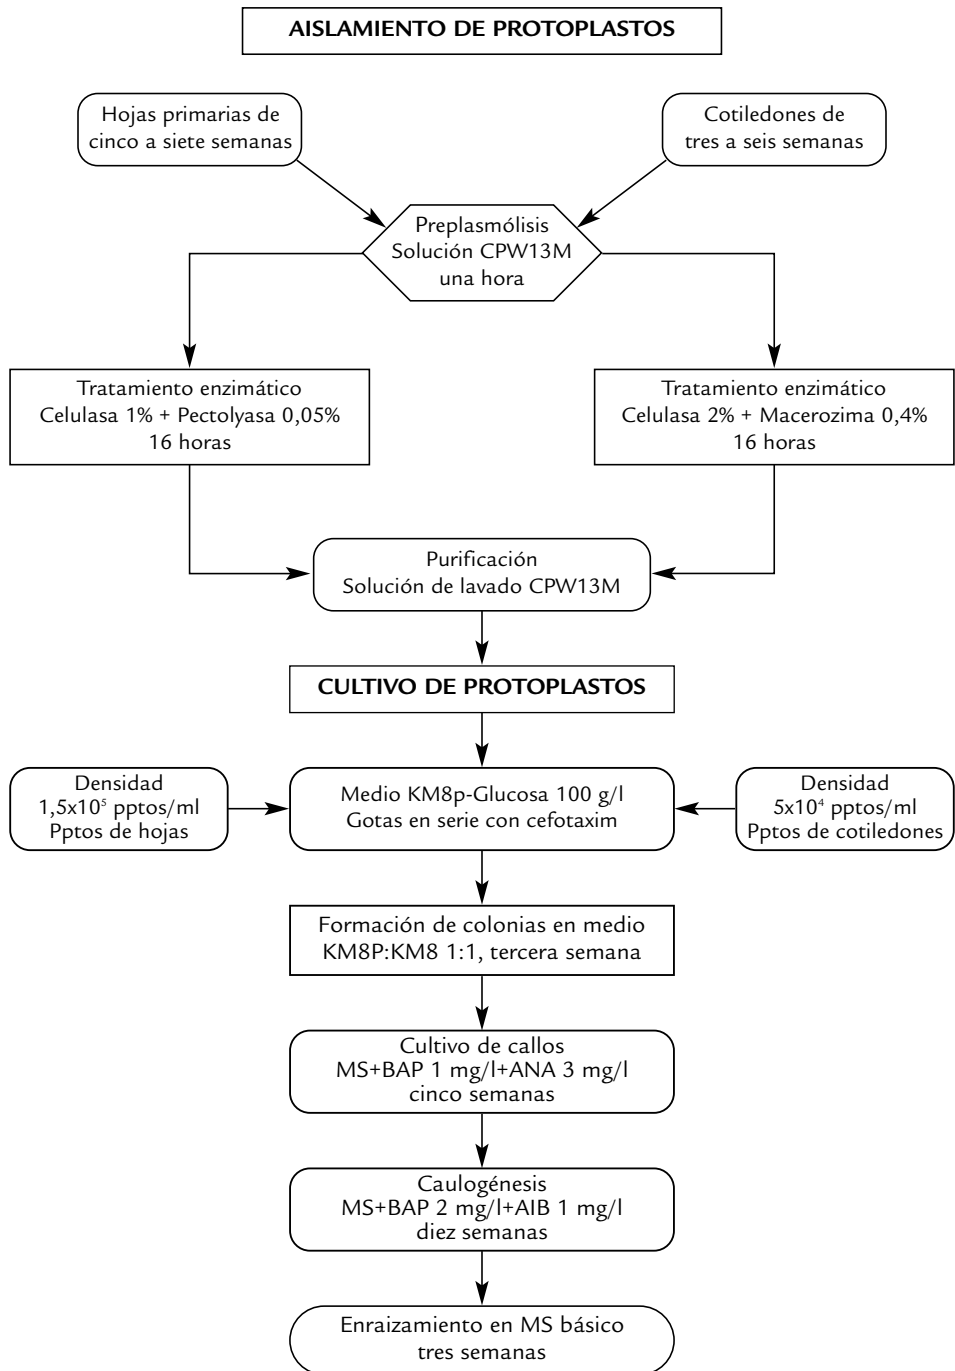 AISLAMIENTO DE PROTOPLASTOS
Hojas primarias de
cinco a siete semanas
Cotiledones de
tres a seis semanas
Preplasmólisis
Solución CPW13M
una hora
Tratamiento enzimático
Celulasa 1% + Pectolyasa 0,05%
16 horas
Tratamiento enzimático
Celulasa 2% + Macerozima 0,4%
16 horas
Purificación
Solución de lavado CPW13M
CULTIVO DE PROTOPLASTOS
Densidad
1,5x10⁵ pptos/ml
Pptos de hojas
Medio KM8p-Glucosa 100 g/l
Gotas en serie con cefotaxim
Densidad
5x10⁴ pptos/ml
Pptos de cotiledones
Formación de colonias en medio
KM8P:KM8 1:1, tercera semana
Cultivo de callos
MS+BAP 1 mg/l+ANA 3 mg/l
cinco semanas
Caulogénesis
MS+BAP 2 mg/l+AIB 1 mg/l
diez semanas
Enraizamiento en MS básico
tres semanas